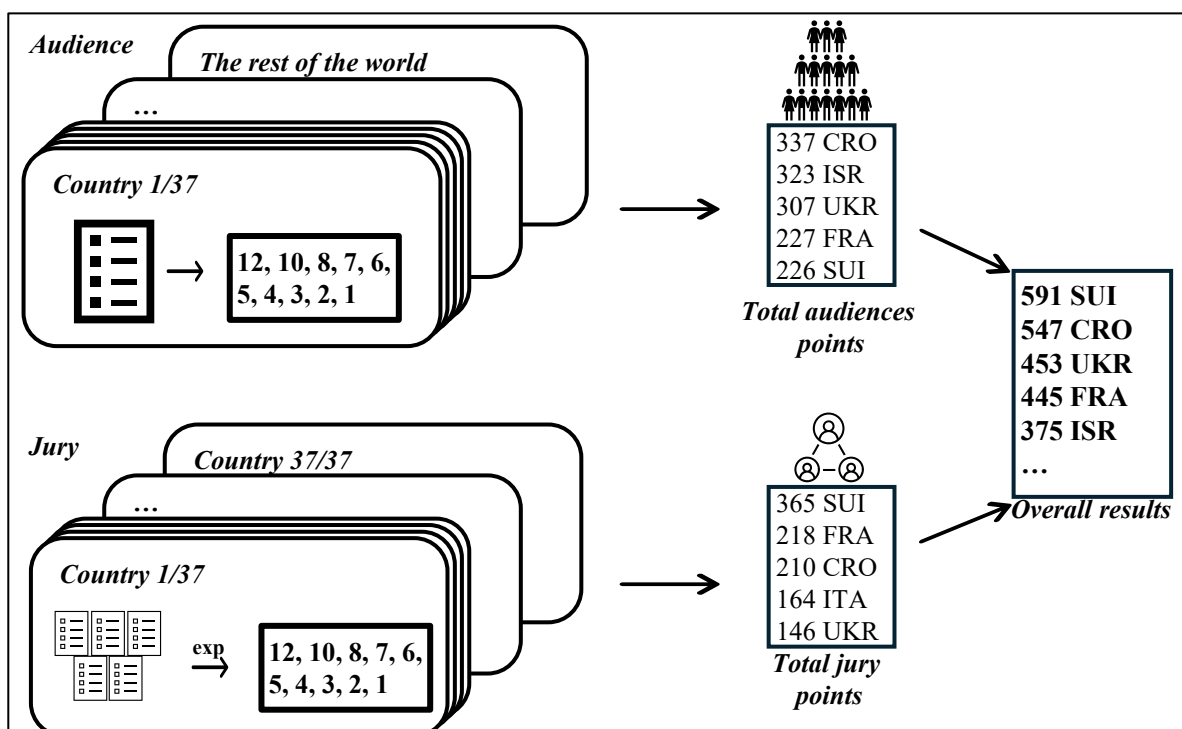 Audience
The rest of the world
...
Country 1/37
12, 10, 8, 7, 6,
5, 4, 3, 2, 1
337 CRO
323 ISR
307 UKR
227 FRA
226 SUI
Total audiences
points
Jury
Country 37/37
...
Country 1/37
exp
12, 10, 8, 7, 6,
5, 4, 3, 2, 1
365 SUI
218 FRA
210 CRO
164 ITA
146 UKR
Total jury
points
591 SUI
547 CRO
453 UKR
445 FRA
375 ISR
...
Overall results